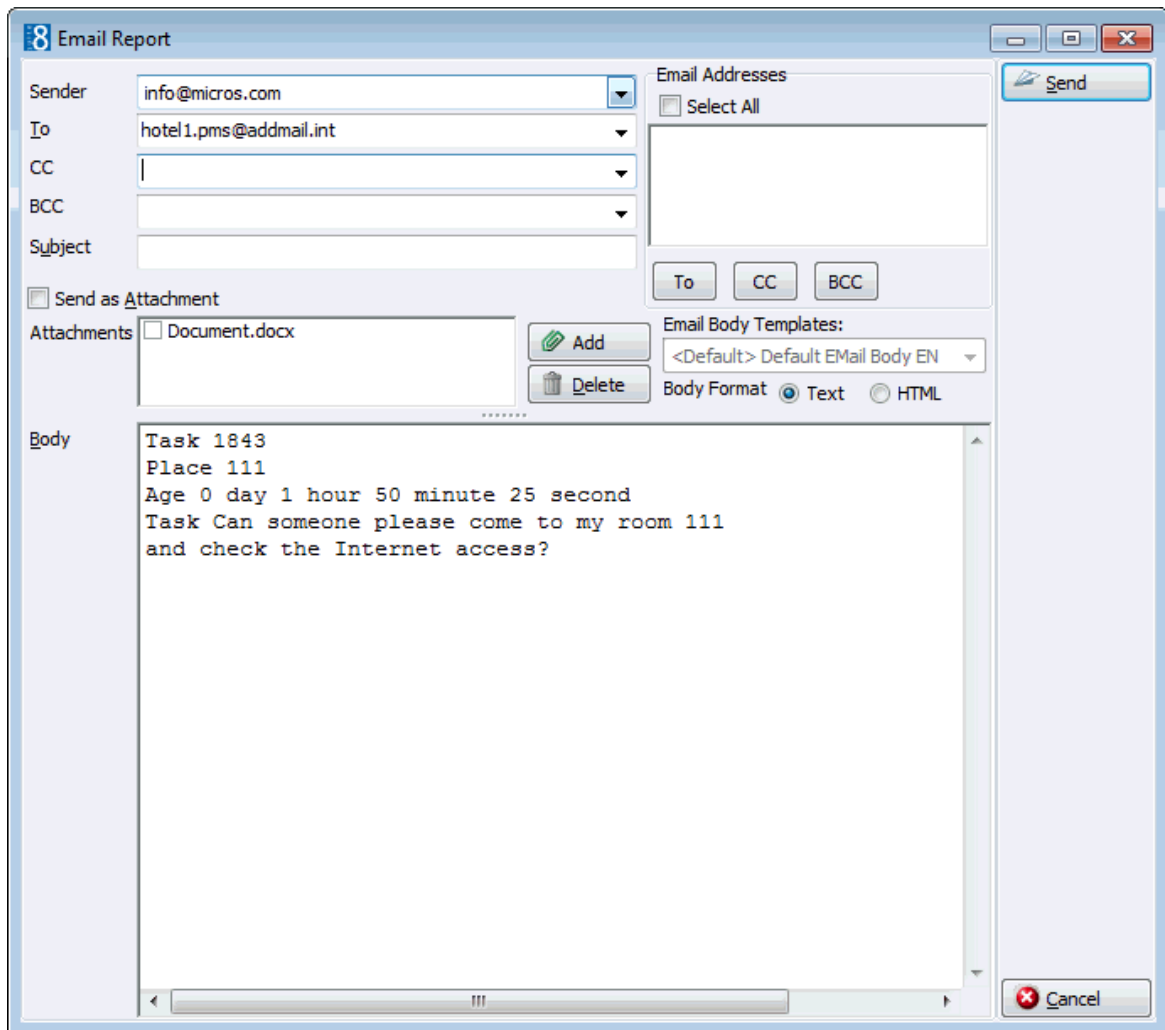 8 Email Report
Sender info@micros.com
To hotel1.pms@addmail.int
CC
BCC
Subject
Email Addresses
Select All
Send
To CC BCC
Send as Attachment
Attachments Document.docx
Add
Delete
Email Body Templates:
<Default> Default EMail Body EN
Body Format Text HTML
Body
Task 1843
Place 111
Age 0 day 1 hour 50 minute 25 second
Task Can someone please come to my room 111
and check the Internet access?
Cancel